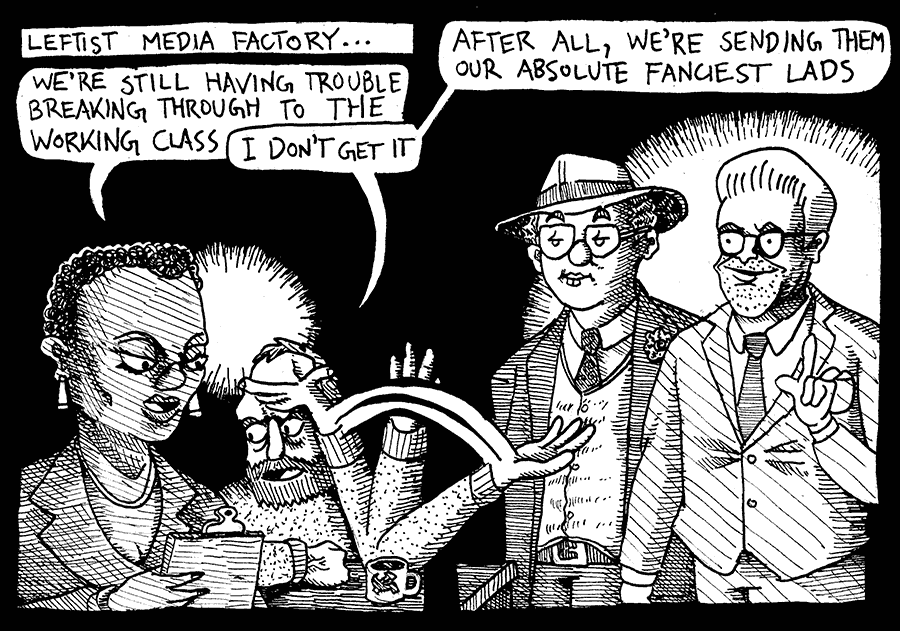 LEFTIST MEDIA FACTORY...
WE'RE STILL HAVING TROUBLE
BREAKING THROUGH TO THE
WORKING CLASS
I DON'T GET IT
AFTER ALL, WE'RE SENDING THEM
OUR ABSOLUTE FANCIEST LADS